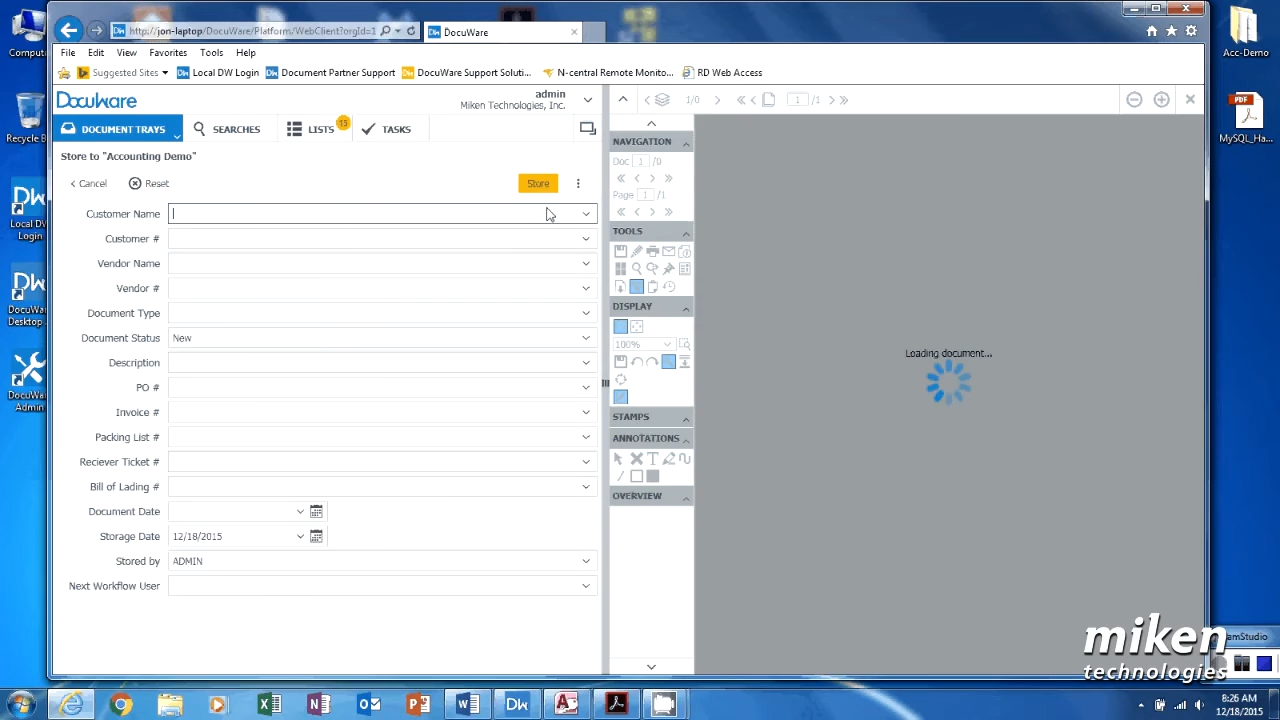 Computer
http://jon-laptop/DocuWare/Platform/WebClient?orgId=1
DocuWare
File Edit View Favorites Tools Help
Suggested Sites Local DW Login Document Partner Support DocuWare Support Soluti... N-central Remote Monito... RD Web Access
Acc-Demo
DocuWare
admin
Miken Technologies, Inc.
1/0
1 /1
DOCUMENT TRAYS SEARCHES LISTS 13 TASKS
Recycle B
MySQL_Ha...
Store to "Accounting Demo"
Cancel Reset Store
Customer Name
Customer #
Vendor Name
Vendor #
Document Type
Document Status New
Description
PO #
Invoice #
Packing List #
Reciever Ticket #
Bill of Lading #
Document Date
Storage Date 12/18/2015
Stored by ADMIN
Next Workflow User
Local DW
Login
DocuWa
Desktop
DocuWa
Admin
NAVIGATION
Doc 1 /0
Page 1 /1
TOOLS
DISPLAY
100%
STAMPS
ANNOTATIONS
OVERVIEW
Loading document...
miken
technologies
amStudio
8:26 AM
12/18/2015